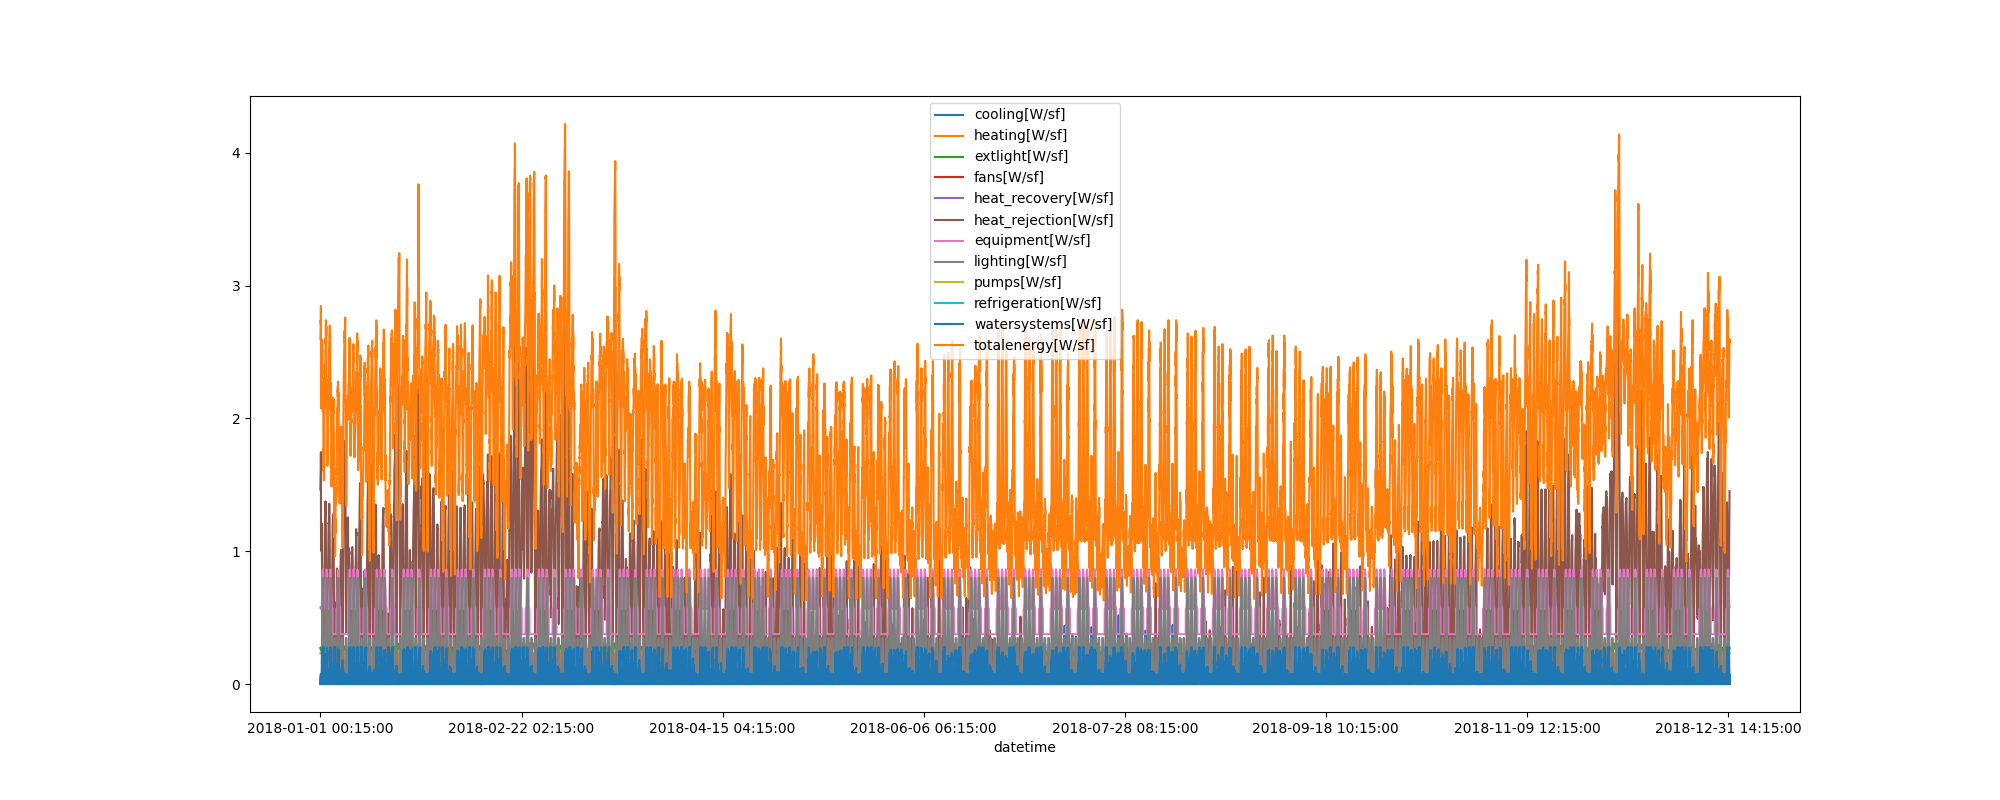 cooling[W/sf]
heating[W/sf]
extlight[W/sf]
fans[W/sf]
heat_recovery[W/sf]
heat_rejection[W/sf]
equipment[W/sf]
lighting[W/sf]
pumps[W/sf]
refrigeration[W/sf]
watersystems[W/sf]
totalenergy[W/sf]
4
3
2
1
0
2018-01-01 00:15:00 2018-02-22 02:15:00 2018-04-15 04:15:00 2018-06-06 06:15:00 2018-07-28 08:15:00 2018-09-18 10:15:00 2018-11-09 12:15:00 2018-12-31 14:15:00
datetime